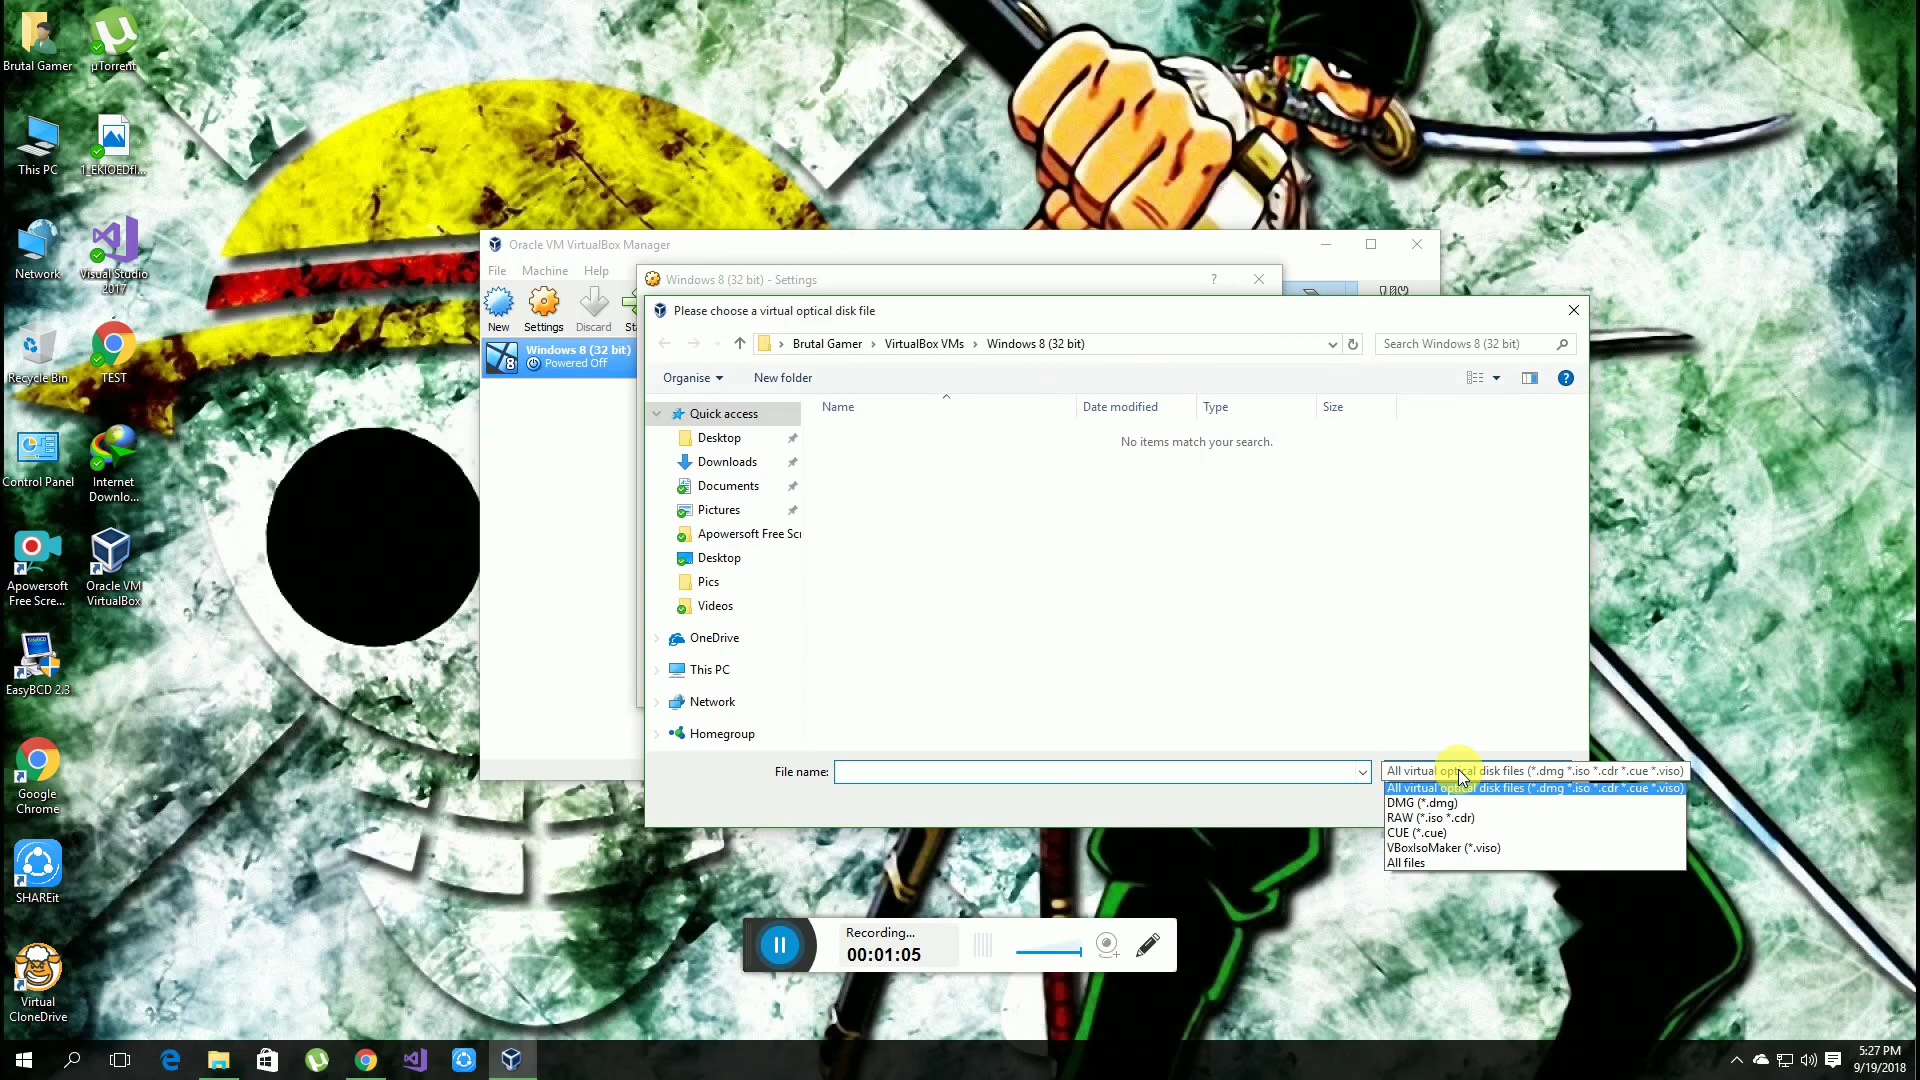 Brutal Gamer
µTorrent
This PC
1_EKIOEDfl...
Network
Visual Studio
2017
Recycle Bin
TEST
Control Panel
Internet
Downlo...
Apowersoft
Free Scre...
Oracle VM
VirtualBox
EasyBCD 2.3
Google
Chrome
SHAREit
Virtual
CloneDrive
Oracle VM VirtualBox Manager
File Machine Help
New Settings Discard
Windows 8 (32 bit)
Powered Off
Windows 8 (32 bit) - Settings
Please choose a virtual optical disk file
Brutal Gamer VirtualBox VMs Windows 8 (32 bit)
Search Windows 8 (32 bit)
Organise New folder
Name Date modified Type Size
No items match your search.
Quick access
Desktop
Downloads
Documents
Pictures
Apowersoft Free Scr
Desktop
Pics
Videos
OneDrive
This PC
Network
Homegroup
File name:
All virtual optical disk files (*.dmg *.iso *.cdr *.cue *.viso)
All virtual optical disk files (*.dmg *.iso *.cdr *.cue *.viso)
DMG (*.dmg)
RAW (*.iso *.cdr)
CUE (*.cue)
VBoxIsoMaker (*.viso)
All files
Recording...
00:01:05
5:27 PM
9/19/2018